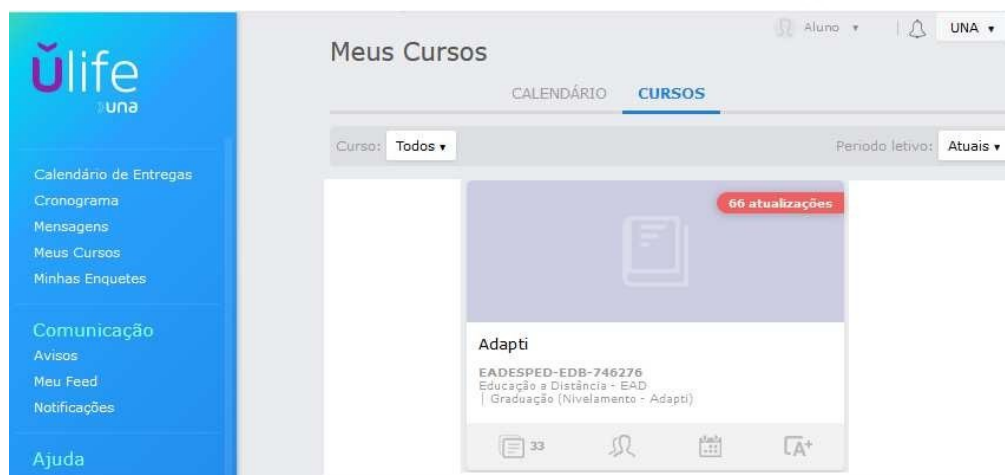 ŭlife
una
Calendário de Entregas
Cronograma
Mensagens
Meus Cursos
Minhas Enquetes
Comunicação
Avisos
Meu Feed
Notificações
Ajuda
Aluno ▾ | UNA ▾
Meus Cursos
CALENDÁRIO CURSOS
Curso: Todos ▾ Periodo letivo: Atuais ▾
66 atualizações
Adapti
EADESPED-EDB-746276
Educação a Distância - EAD
| Graduação (Nivelamento - Adapti)
33 A+